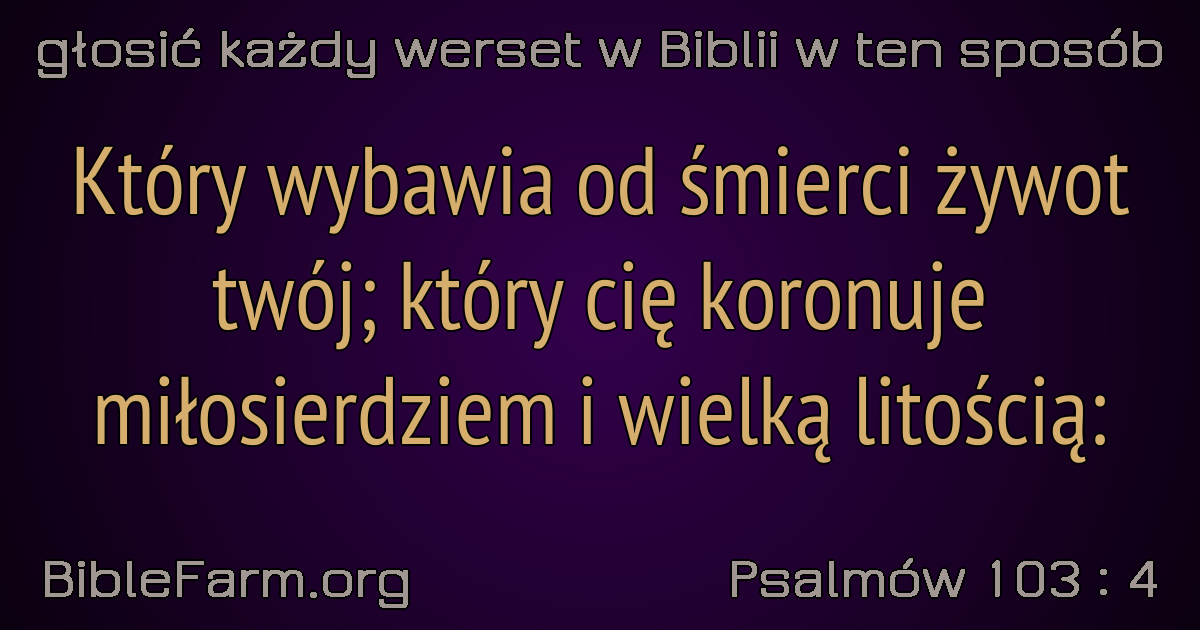 głosić każdy werset w Biblii w ten sposób
Który wybawia od śmierci żywot
twój; który cię koronuje
miłosierdziem i wielką litością:
BibleFarm.org
Psalmów 103 : 4